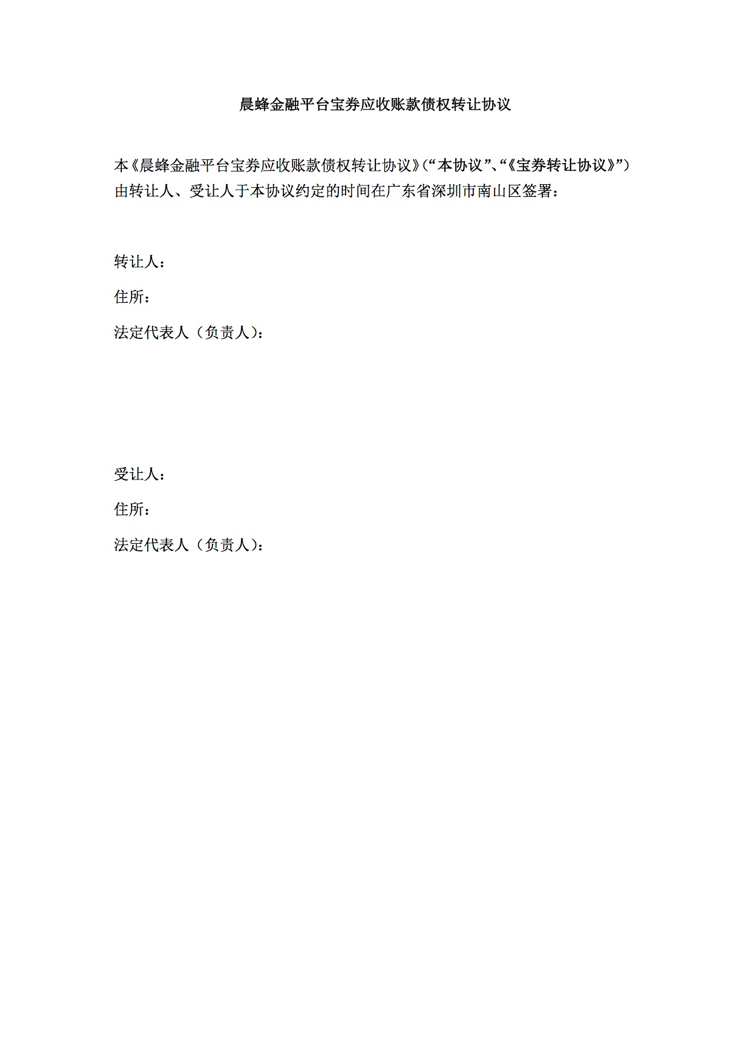 晨蜂金融平台宝券应收账款债权转让协议
本《晨蜂金融平台宝券应收账款债权转让协议》（“本协议”、“《宝券转让协议》”）
由转让人、受让人于本协议约定的时间在广东省深圳市南山区签署：
转让人：
住所：
法定代表人（负责人）：
受让人：
住所：
法定代表人（负责人）：